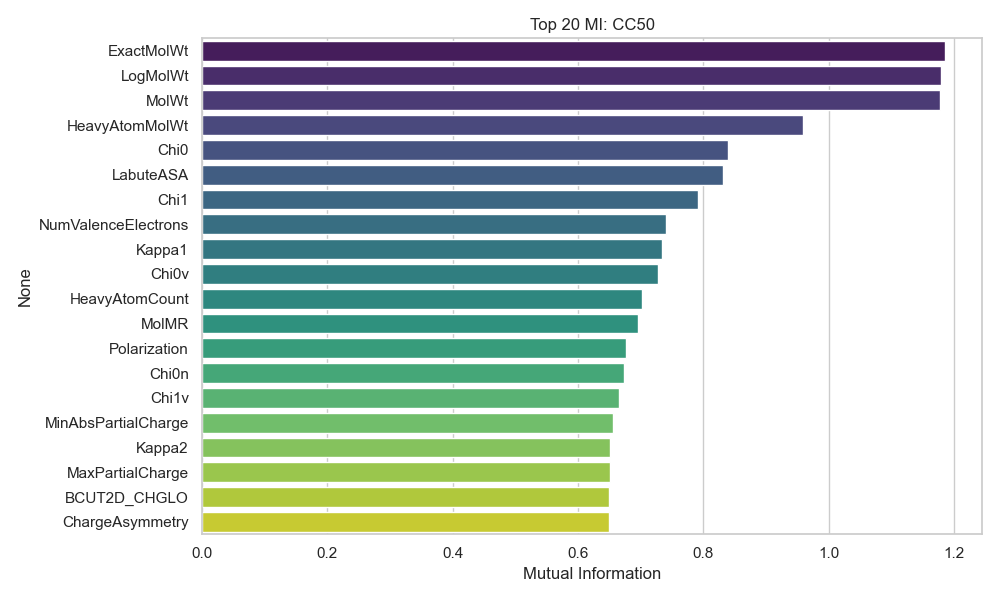 Top 20 MI: CC50
ExactMolWt
LogMolWt
MolWt
HeavyAtomMolWt
Chi0
LabuteASA
Chi1
NumValenceElectrons
Kappa1
Chi0v
HeavyAtomCount
MolMR
Polarization
Chi0n
Chi1v
MinAbsPartialCharge
Kappa2
MaxPartialCharge
BCUT2D_CHGLO
ChargeAsymmetry
None
0.0 0.2 0.4 0.6 0.8 1.0 1.2
Mutual Information